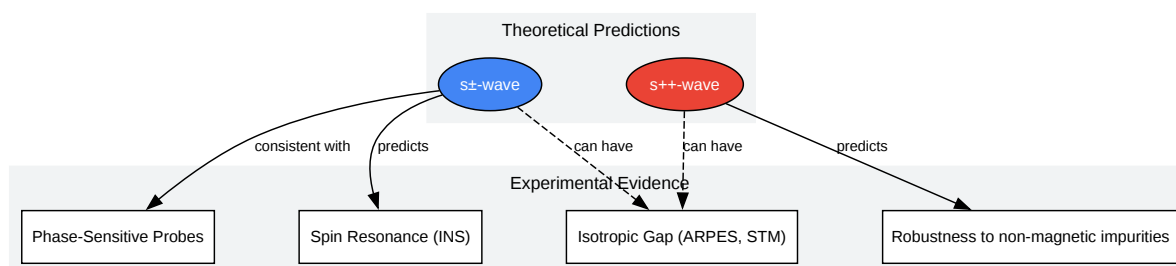 Theoretical Predictions
s±-wave
s++-wave
consistent with
predicts
can have
can have
predicts
Experimental Evidence
Phase-Sensitive Probes
Spin Resonance (INS)
Isotropic Gap (ARPES, STM)
Robustness to non-magnetic impurities